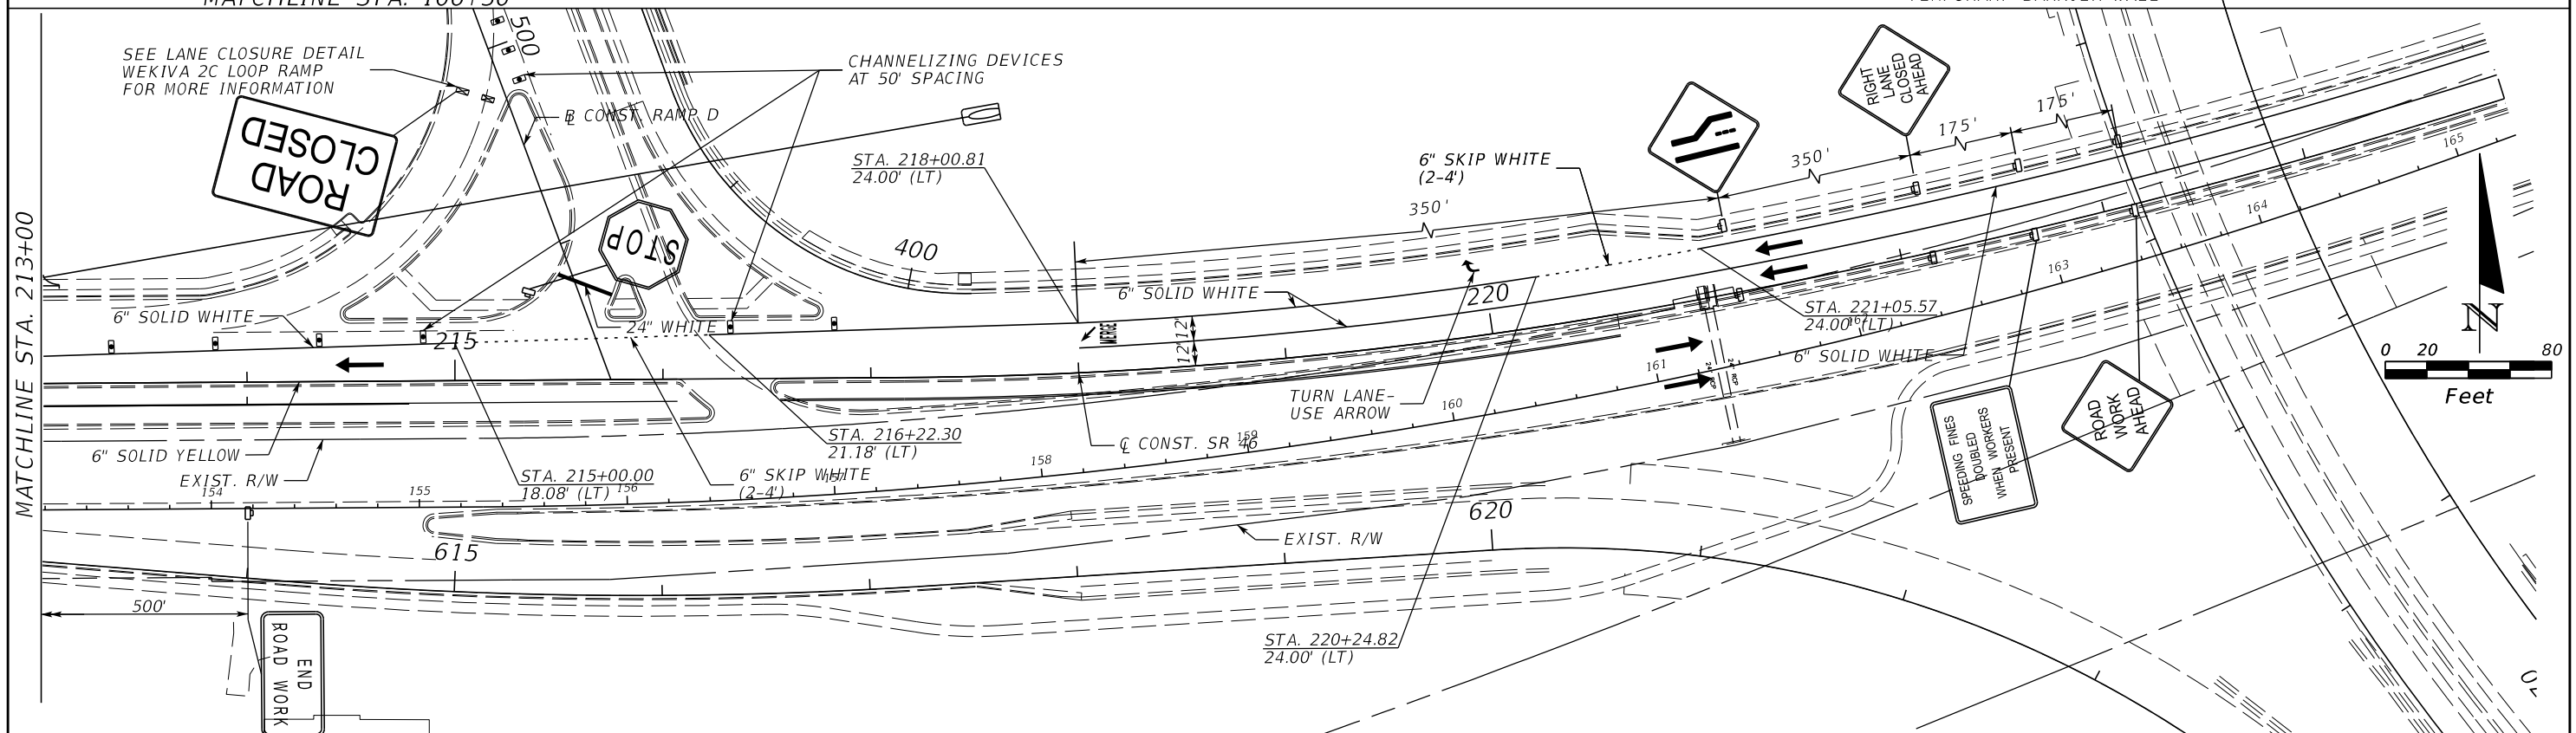 MATCHLINE STA. 213+00
SEE LANE CLOSURE DETAIL
WEKIVA 2C LOOP RAMP
FOR MORE INFORMATION
ROAD
CLOSED
500
CHANNELIZING DEVICES
AT 50' SPACING
℄ CONST. RAMP D
STOP
24" WHITE
6" SOLID WHITE
215
400
STA. 218+00.81
24.00' (LT)
6" SOLID WHITE
MERGE
12'
12'
350'
350'
175'
175'
6" SKIP WHITE
(2-4')
RIGHT
LANE
CLOSED
AHEAD
220
TURN LANE-
USE ARROW
STA. 221+05.57
24.00' (LT)
6" SOLID WHITE
165
164
163
162
161
160
159
158
157
156
155
154
N
0 20 80
Feet
6" SOLID YELLOW
EXIST. R/W
STA. 215+00.00
18.08' (LT)
6" SKIP WHITE
(2-4')
STA. 216+22.30
21.18' (LT)
℄ CONST. SR 46
SPEEDING FINES
DOUBLED
WHEN WORKERS
PRESENT
ROAD
WORK
AHEAD
615
620
EXIST. R/W
STA. 220+24.82
24.00' (LT)
500'
END
ROAD WORK